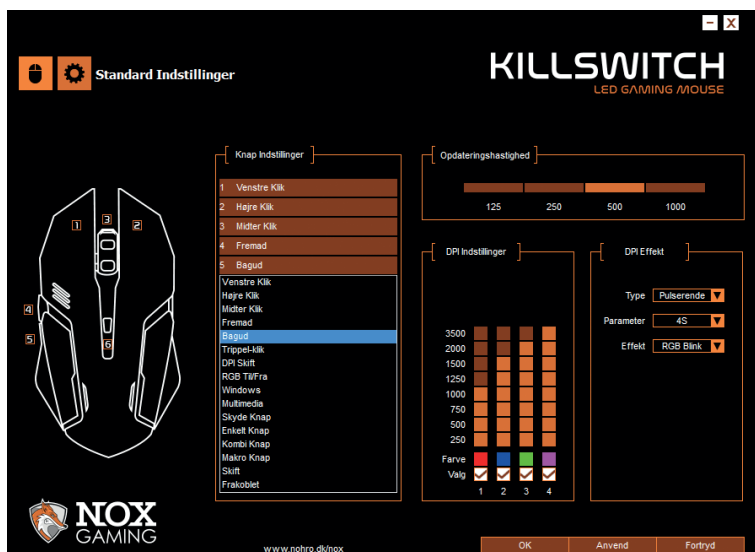 - X
Standard Indstillinger
KILLSWITCH
LED GAMING MOUSE
1
2
3
4
5
6
Knap Indstillinger
1 Venstre Klik
2 Højre Klik
3 Midter Klik
4 Fremad
5 Bagud
Venstre Klik
Højre Klik
Midter Klik
Fremad
Bagud
Trippel-klik
DPI Skift
RGB Til/Fra
Windows
Multimedia
Skyde Knap
Enkelt Knap
Kombi Knap
Makro Knap
Skift
Frakoblet
Opdateringshastighed
125 250 500 1000
DPI Indstillinger
3500
2000
1500
1250
1000
750
500
250
Farve
Valg
1 2 3 4
DPI Effekt
Type Pulserende
Parameter 4S
Effekt RGB Blink
NOX
GAMING
www.nohro.dk/nox
OK Anvend Fortryd